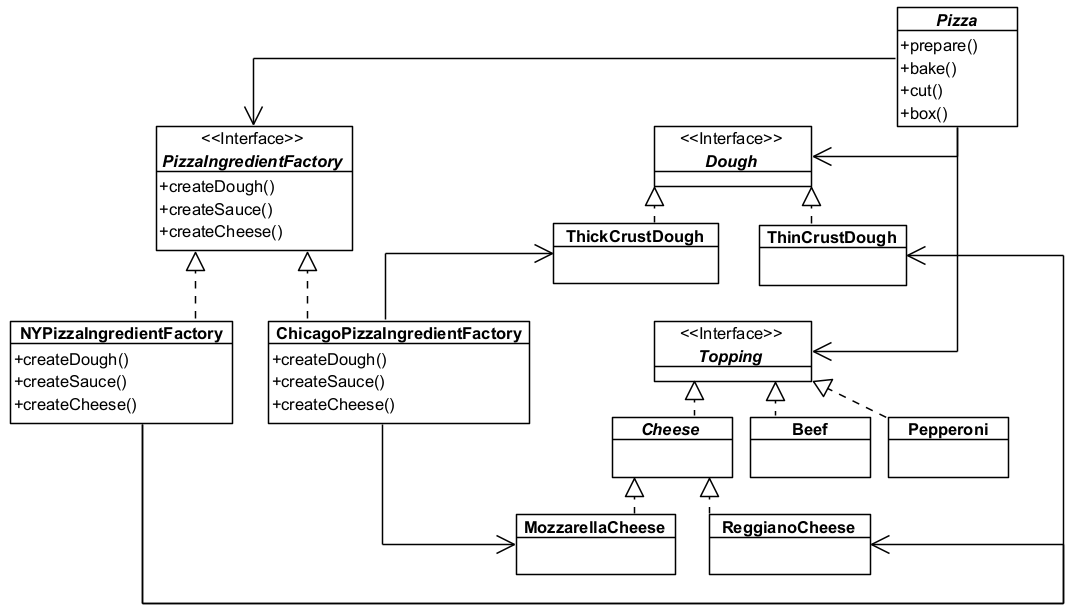 Pizza
+prepare()
+bake()
+cut()
+box()
<<Interface>>
PizzaIngredientFactory
+createDough()
+createSauce()
+createCheese()
<<Interface>>
Dough
ThickCrustDough
ThinCrustDough
NYPizzaIngredientFactory
+createDough()
+createSauce()
+createCheese()
ChicagoPizzaIngredientFactory
+createDough()
+createSauce()
+createCheese()
<<Interface>>
Topping
Cheese
Beef
Pepperoni
MozzarellaCheese
ReggianoCheese